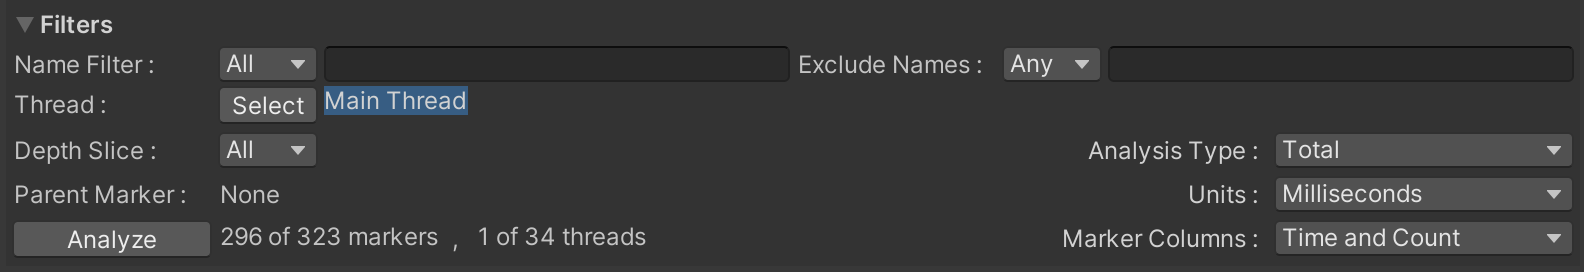 Filters
Name Filter : All Exclude Names : Any
Thread : Select Main Thread
Depth Slice : All Analysis Type : Total
Parent Marker : None Units : Milliseconds
Analyze 296 of 323 markers , 1 of 34 threads Marker Columns : Time and Count